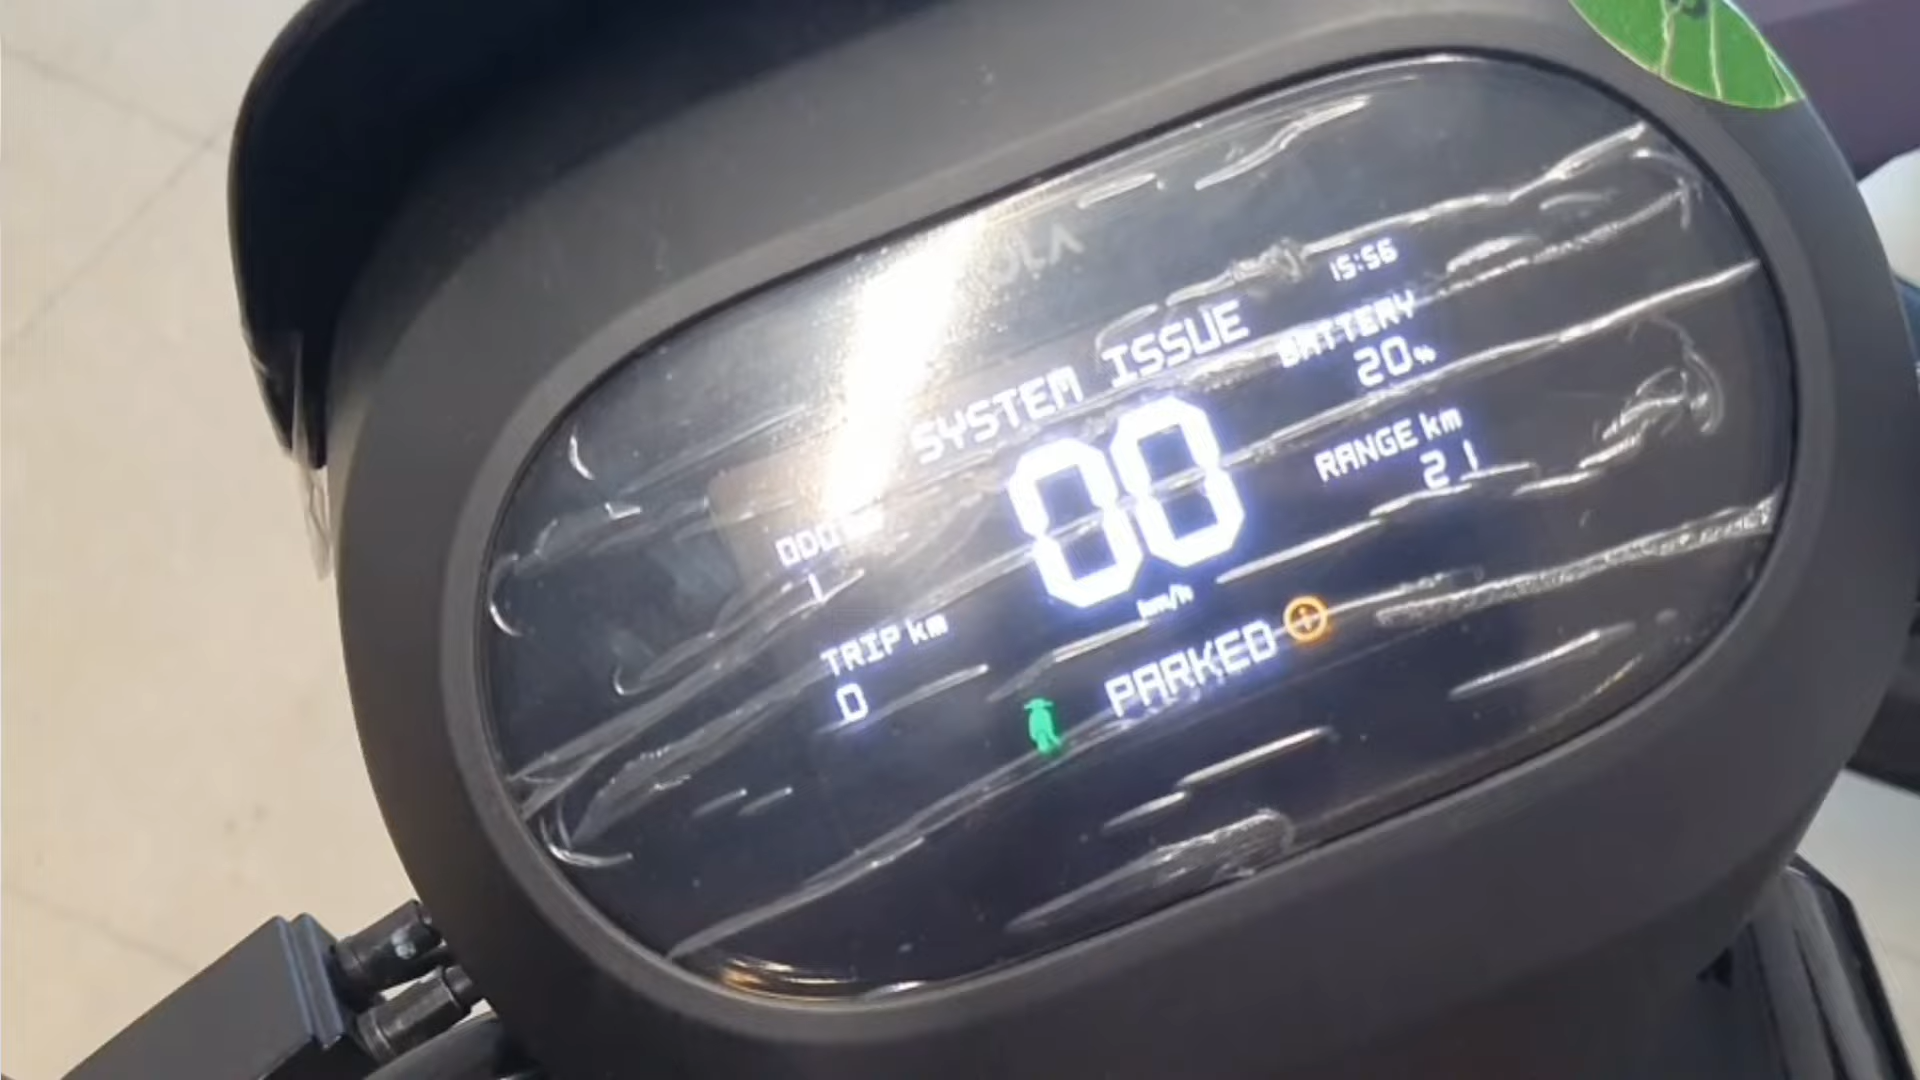 OLA
15:56
SYSTEM ISSUE
BATTERY
20%
00
km/h
RANGE km
21
1
TRIP km
0
PARKED